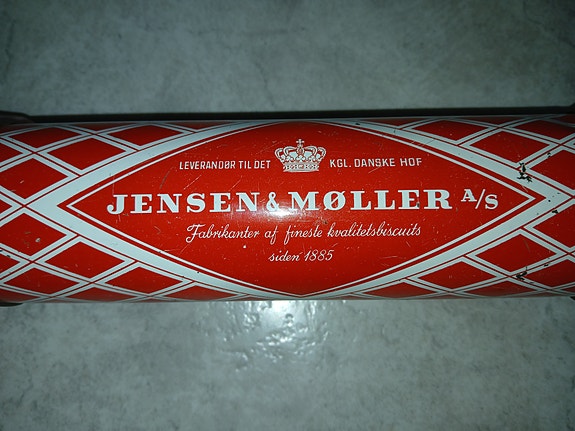 LEVERANDØR TIL DET KGL. DANSKE HOF
JENSEN & MØLLER A/S
Fabrikanter af fineste kvalitetsbiscuits
siden 1885